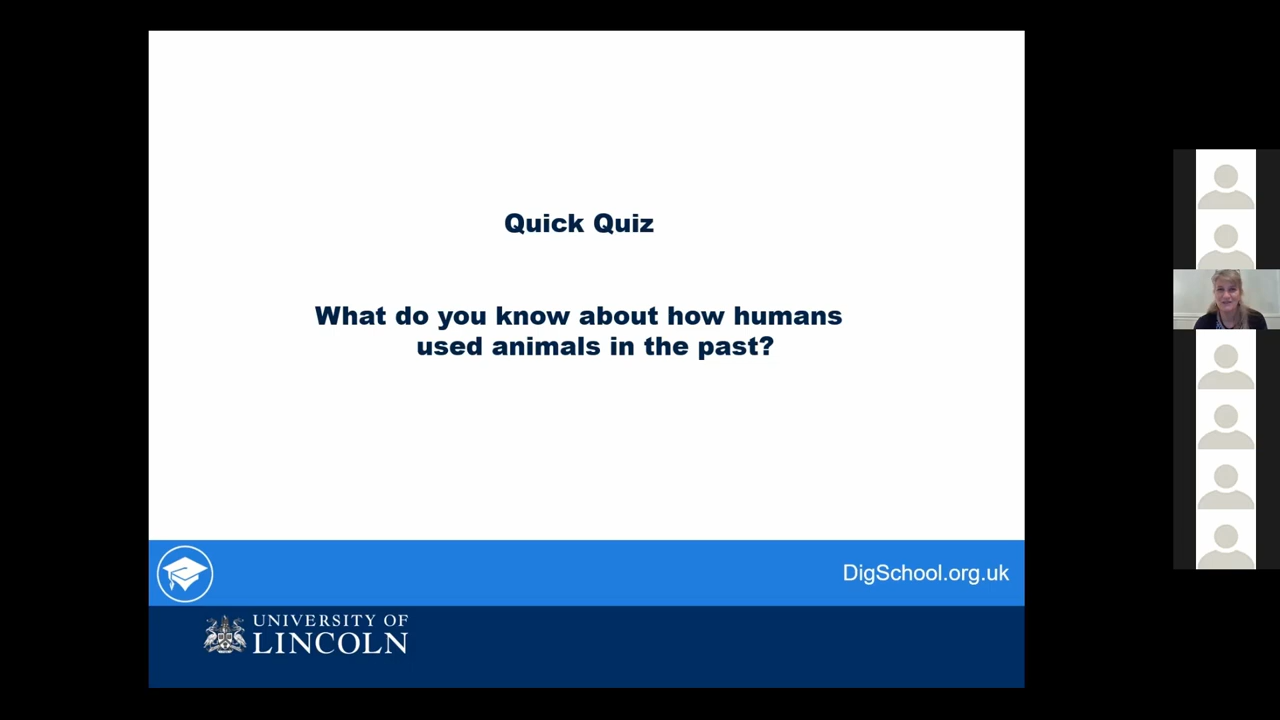 Quick Quiz
What do you know about how humans
used animals in the past?
DigSchool.org.uk
UNIVERSITY OF
LINCOLN